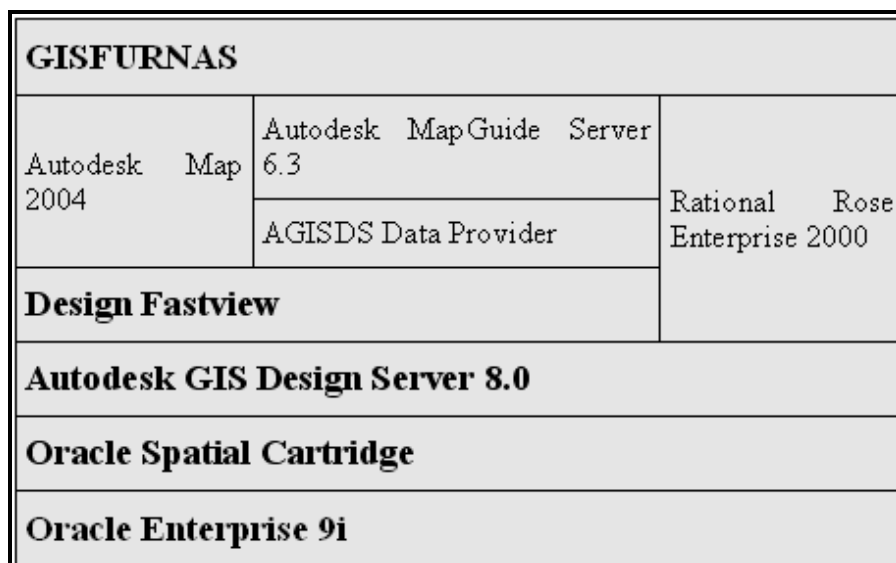 GISFURNAS
Autodesk Map
2004
Autodesk MapGuide Server
6.3
AGISDS Data Provider
Rational Rose
Enterprise 2000
Design Fastview
Autodesk GIS Design Server 8.0
Oracle Spatial Cartridge
Oracle Enterprise 9i